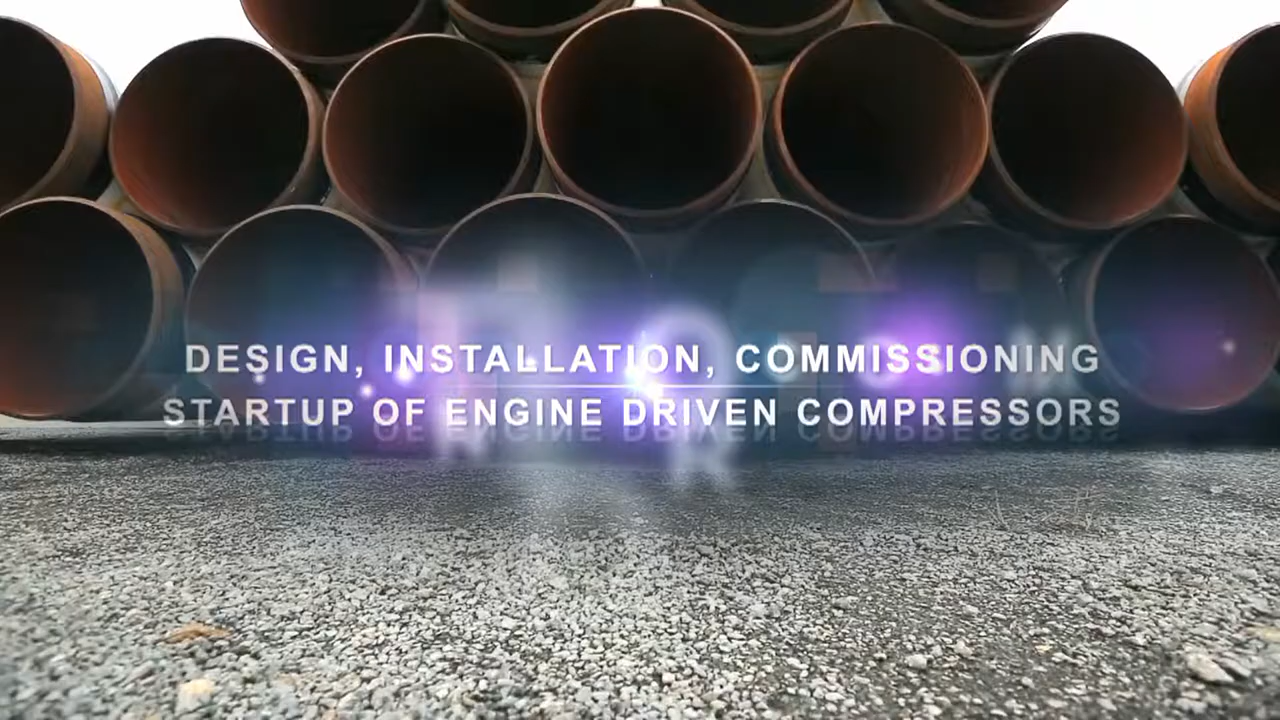 DESIGN, INSTALLATION, COMMISSIONING
STARTUP OF ENGINE DRIVEN COMPRESSORS